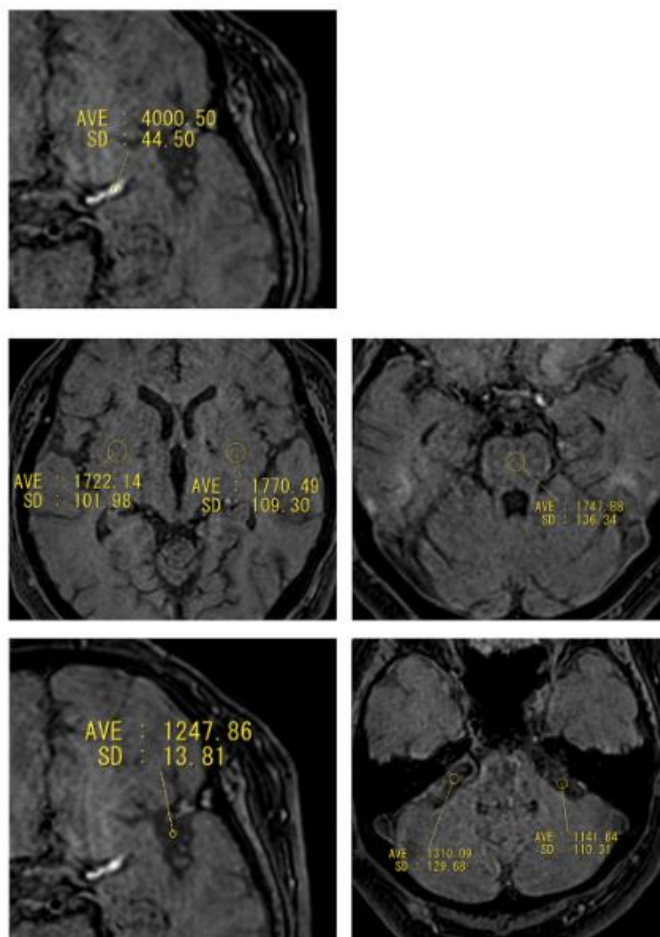 AVE : 4000.50
SD : 44.50
AVE : 1722.14
SD : 101.98
AVE : 1770.49
SD : 109.30
AVE : 1747.88
SD : 136.34
AVE : 1247.86
SD : 13.81
AVE : 1310.09
SD : 129.68
AVE : 1141.64
SD : 110.31